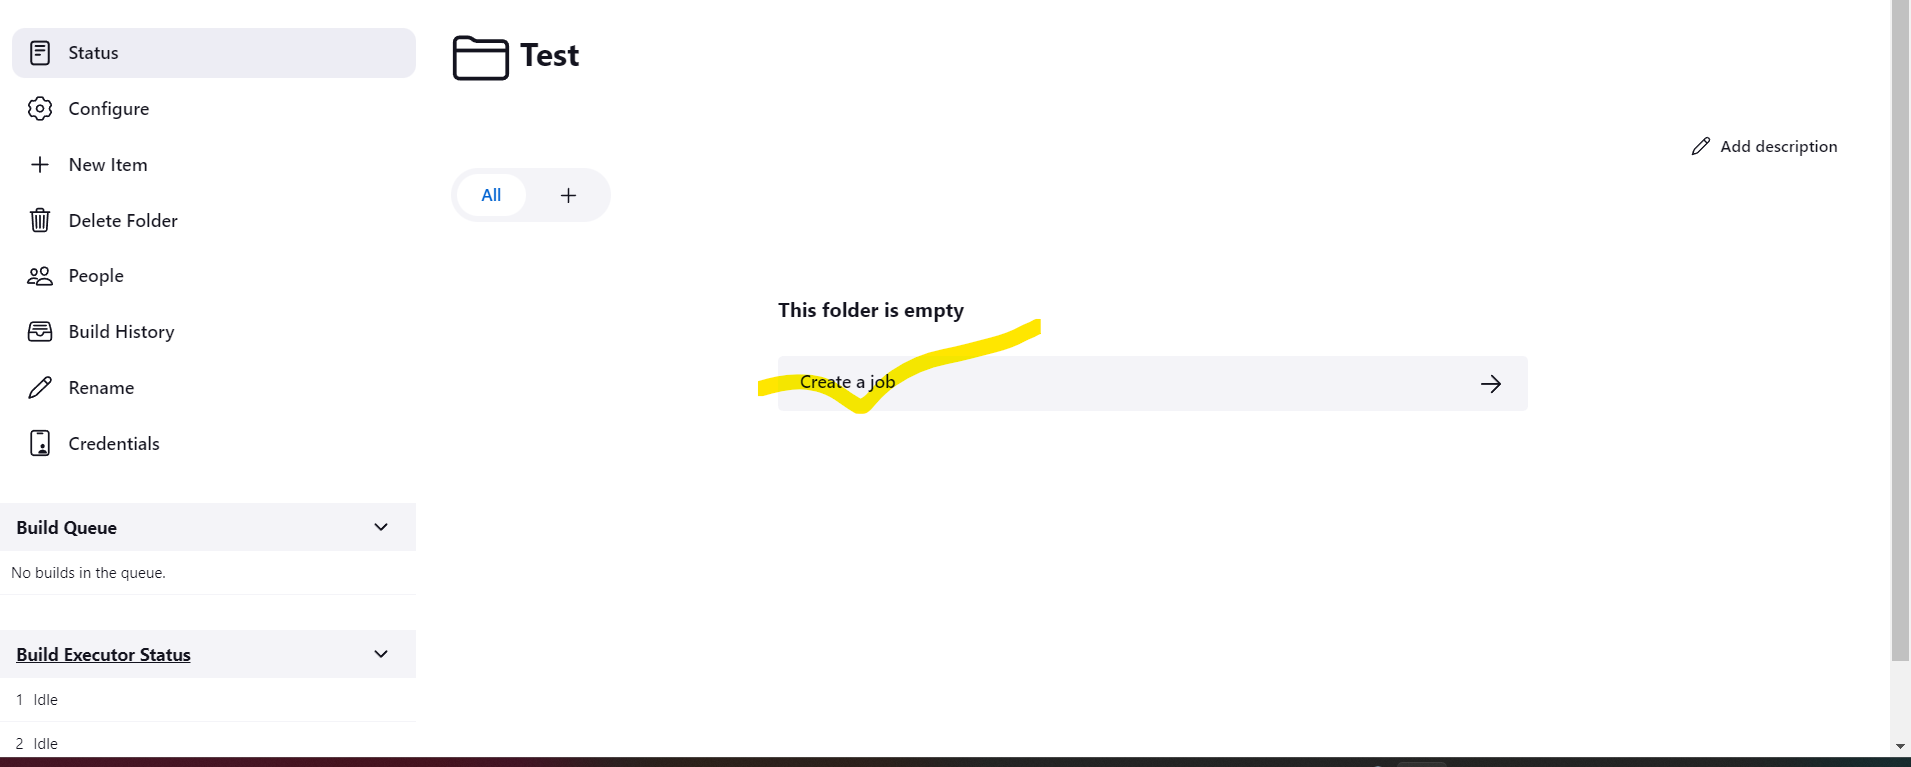 Status
Configure
New Item
Delete Folder
People
Build History
Rename
Credentials
Build Queue
No builds in the queue.
Build Executor Status
1 Idle
2 Idle
Test
Add description
All
This folder is empty
Create a job